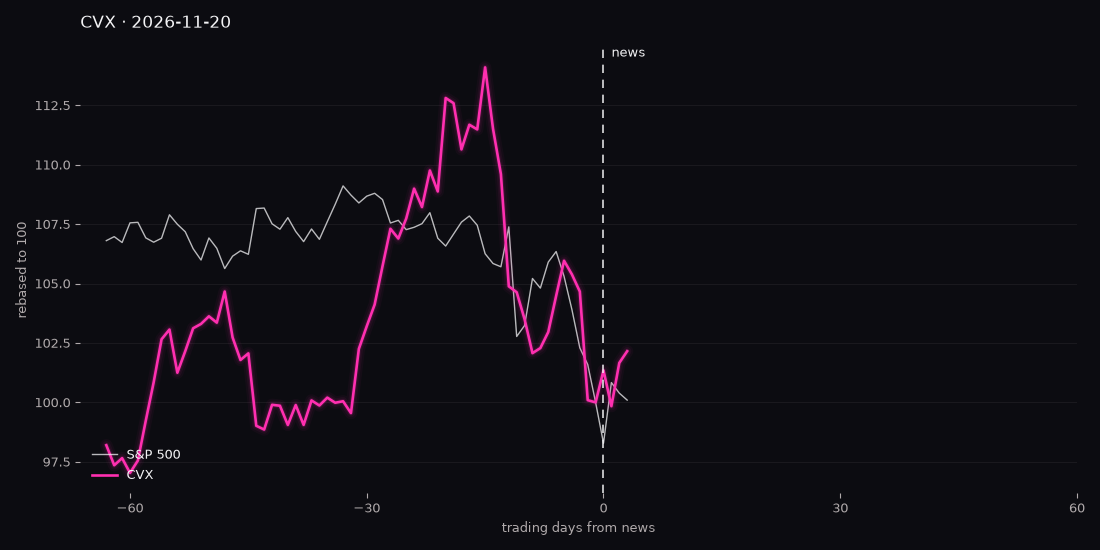 CVX · 2026-11-20
news
112.5
110.0
107.5
105.0
102.5
100.0
97.5
rebased to 100
S&P 500
CVX
−60
−30
0
30
60
trading days from news